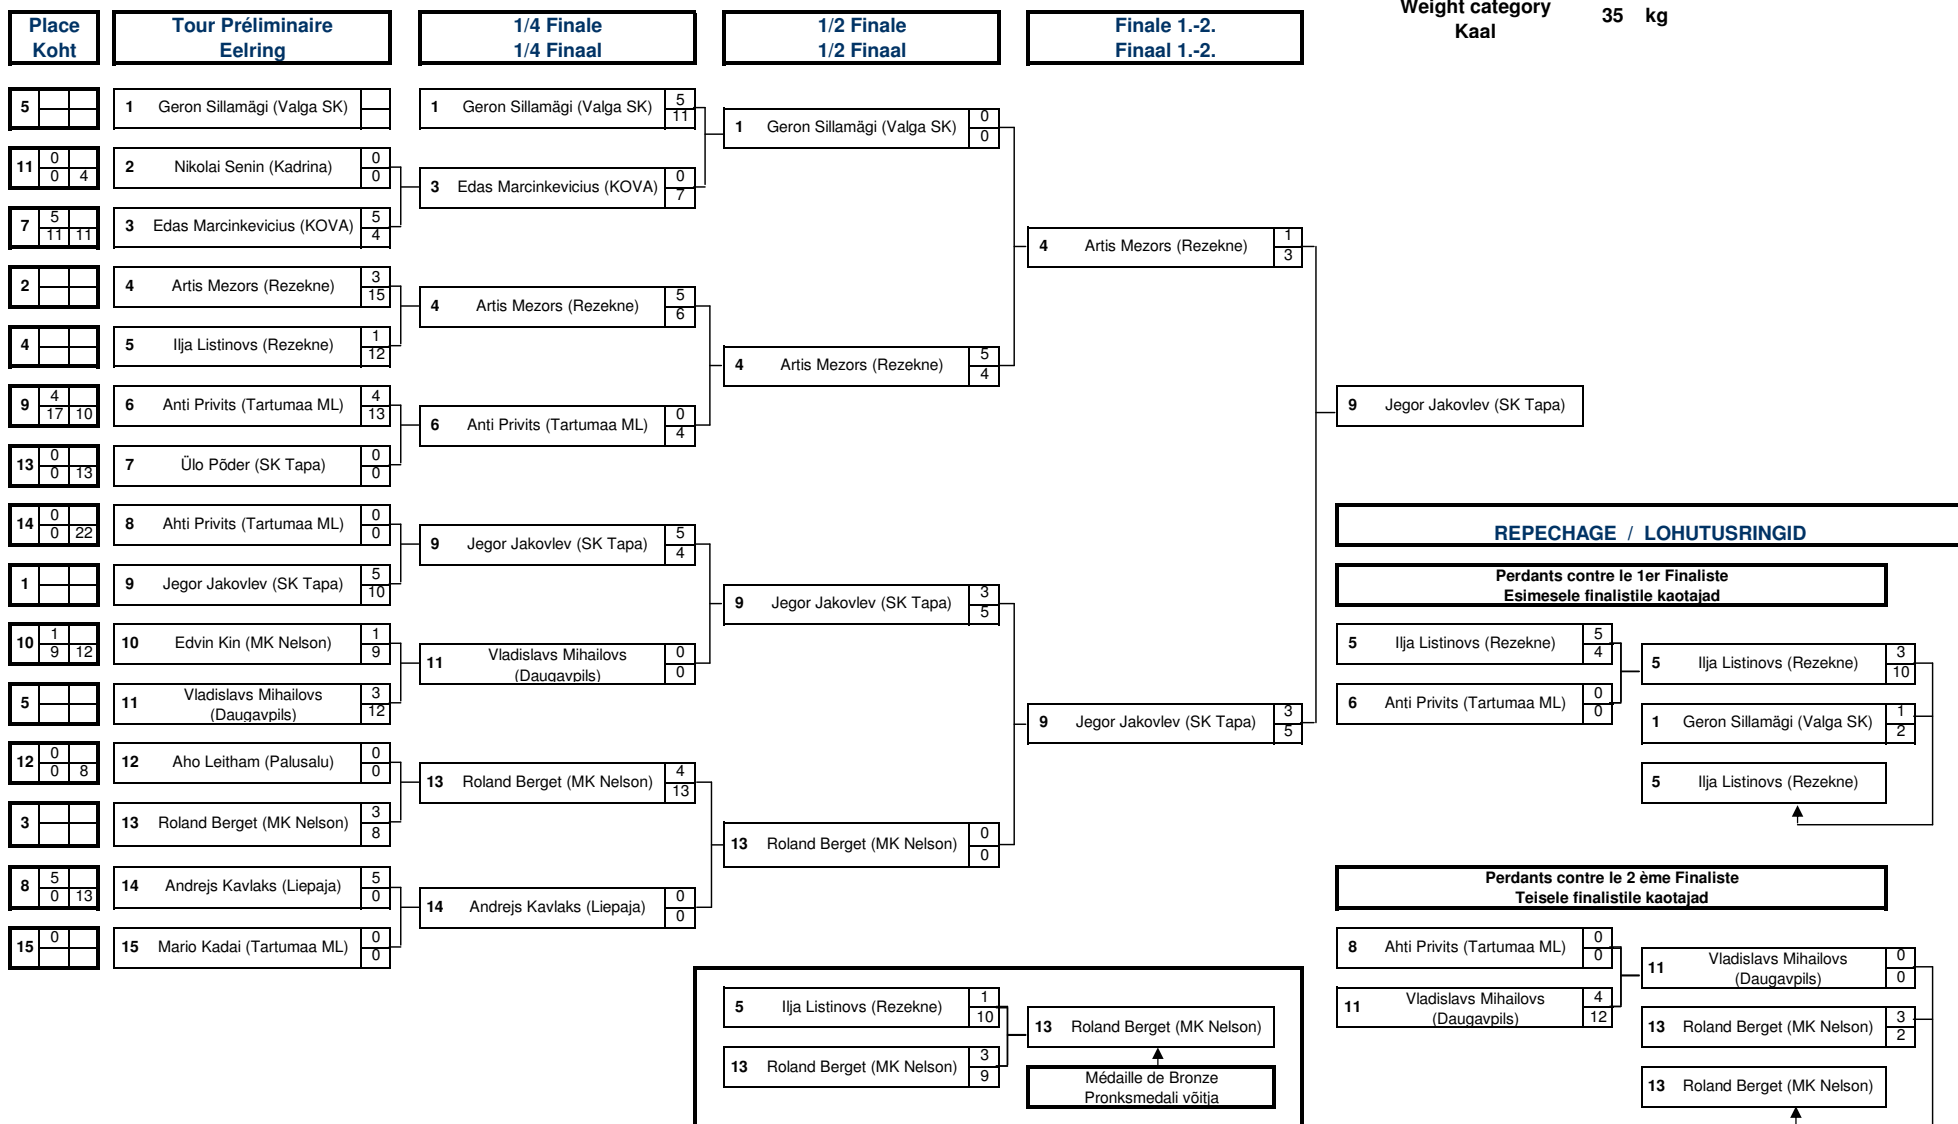 Weight category
Kaal
35 kg
Place
Koht
Tour Préliminaire
Eelring
1/4 Finale
1/4 Finaal
1/2 Finale
1/2 Finaal
Finale 1.-2.
Finaal 1.-2.
5
1 Geron Sillamägi (Valga SK)
11 0 0 4
2 Nikolai Senin (Kadrina) 0 0
7 5 11 11
3 Edas Marcinkevicius (KOVA) 5 4
2
4 Artis Mezors (Rezekne) 3 15
4
5 Ilja Listinovs (Rezekne) 1 12
9 4 17 10
6 Anti Privits (Tartumaa ML) 4 13
13 0 0 13
7 Ülo Põder (SK Tapa) 0 0
14 0 0 22
8 Ahti Privits (Tartumaa ML) 0 0
1
9 Jegor Jakovlev (SK Tapa) 5 10
10 1 9 12
10 Edvin Kin (MK Nelson) 1 9
5
11 Vladislavs Mihailovs
(Daugavpils) 3 12
12 0 0 8
12 Aho Leitham (Palusalu) 0 0
3
13 Roland Berget (MK Nelson) 3 8
8 5 0 13
14 Andrejs Kavlaks (Liepaja) 5 0
15 0
15 Mario Kadai (Tartumaa ML) 0 0
1 Geron Sillamägi (Valga SK) 5 11
3 Edas Marcinkevicius (KOVA) 0 7
4 Artis Mezors (Rezekne) 5 6
6 Anti Privits (Tartumaa ML) 0 4
9 Jegor Jakovlev (SK Tapa) 5 4
11 Vladislavs Mihailovs
(Daugavpils) 0 0
13 Roland Berget (MK Nelson) 4 13
14 Andrejs Kavlaks (Liepaja) 0 0
1 Geron Sillamägi (Valga SK) 0 0
4 Artis Mezors (Rezekne) 5 4
9 Jegor Jakovlev (SK Tapa) 3 5
13 Roland Berget (MK Nelson) 0 0
4 Artis Mezors (Rezekne) 1 3
9 Jegor Jakovlev (SK Tapa) 3 5
9 Jegor Jakovlev (SK Tapa)
REPECHAGE / LOHUTUSRINGID
Perdants contre le 1er Finaliste
Esimesele finalistile kaotajad
5 Ilja Listinovs (Rezekne) 5 4
6 Anti Privits (Tartumaa ML) 0 0
5 Ilja Listinovs (Rezekne) 3 10
1 Geron Sillamägi (Valga SK) 1 2
5 Ilja Listinovs (Rezekne)
Perdants contre le 2 ème Finaliste
Teisele finalistile kaotajad
8 Ahti Privits (Tartumaa ML) 0 0
11 Vladislavs Mihailovs
(Daugavpils) 4 12
11 Vladislavs Mihailovs
(Daugavpils) 0 0
13 Roland Berget (MK Nelson) 3 2
13 Roland Berget (MK Nelson)
5 Ilja Listinovs (Rezekne) 1 10
13 Roland Berget (MK Nelson) 3 9
13 Roland Berget (MK Nelson)
Médaille de Bronze
Pronksmedali võitja